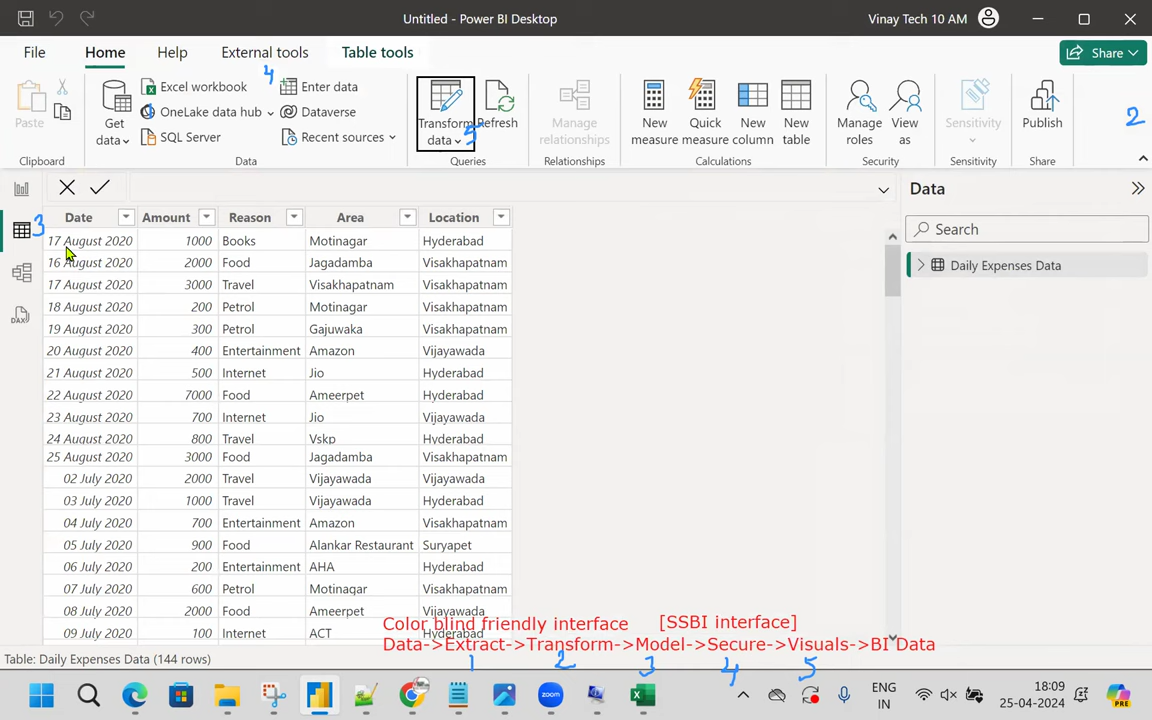 Untitled - Power BI Desktop
Vinay Tech 10 AM
File Home Help External tools Table tools
Share
4
Paste
Get data
Excel workbook
OneLake data hub
SQL Server
Enter data
Dataverse
Recent sources
Transform data
5
Refresh
Manage relationships
New measure
Quick measure
New column
New table
Manage roles
View as
Sensitivity
Publish
2
Clipboard Data Queries Relationships Calculations Security Sensitivity Share
Data
3
Search
Daily Expenses Data
Date Amount Reason Area Location
17 August 2020 1000 Books Motinagar Hyderabad
16 August 2020 2000 Food Jagadamba Visakhapatnam
17 August 2020 3000 Travel Visakhapatnam Visakhapatnam
18 August 2020 200 Petrol Motinagar Visakhapatnam
19 August 2020 300 Petrol Gajuwaka Visakhapatnam
20 August 2020 400 Entertainment Amazon Vijayawada
21 August 2020 500 Internet Jio Hyderabad
22 August 2020 7000 Food Ameerpet Hyderabad
23 August 2020 700 Internet Jio Vijayawada
24 August 2020 800 Travel Vskp Hyderabad
25 August 2020 3000 Food Jagadamba Visakhapatnam
02 July 2020 2000 Travel Vijayawada Vijayawada
03 July 2020 1000 Travel Vijayawada Hyderabad
04 July 2020 700 Entertainment Amazon Visakhapatnam
05 July 2020 900 Food Alankar Restaurant Suryapet
06 July 2020 200 Entertainment AHA Hyderabad
07 July 2020 600 Petrol Motinagar Visakhapatnam
08 July 2020 2000 Food Ameerpet Vijayawada
09 July 2020 100 Internet ACT Hyderabad
Color blind friendly interface [SSBI interface]
Data->Extract->Transform->Model->Secure->Visuals->BI Data
1 2 3 4 5
Table: Daily Expenses Data (144 rows)
zoom
ENG
IN
18:09
25-04-2024
PRE